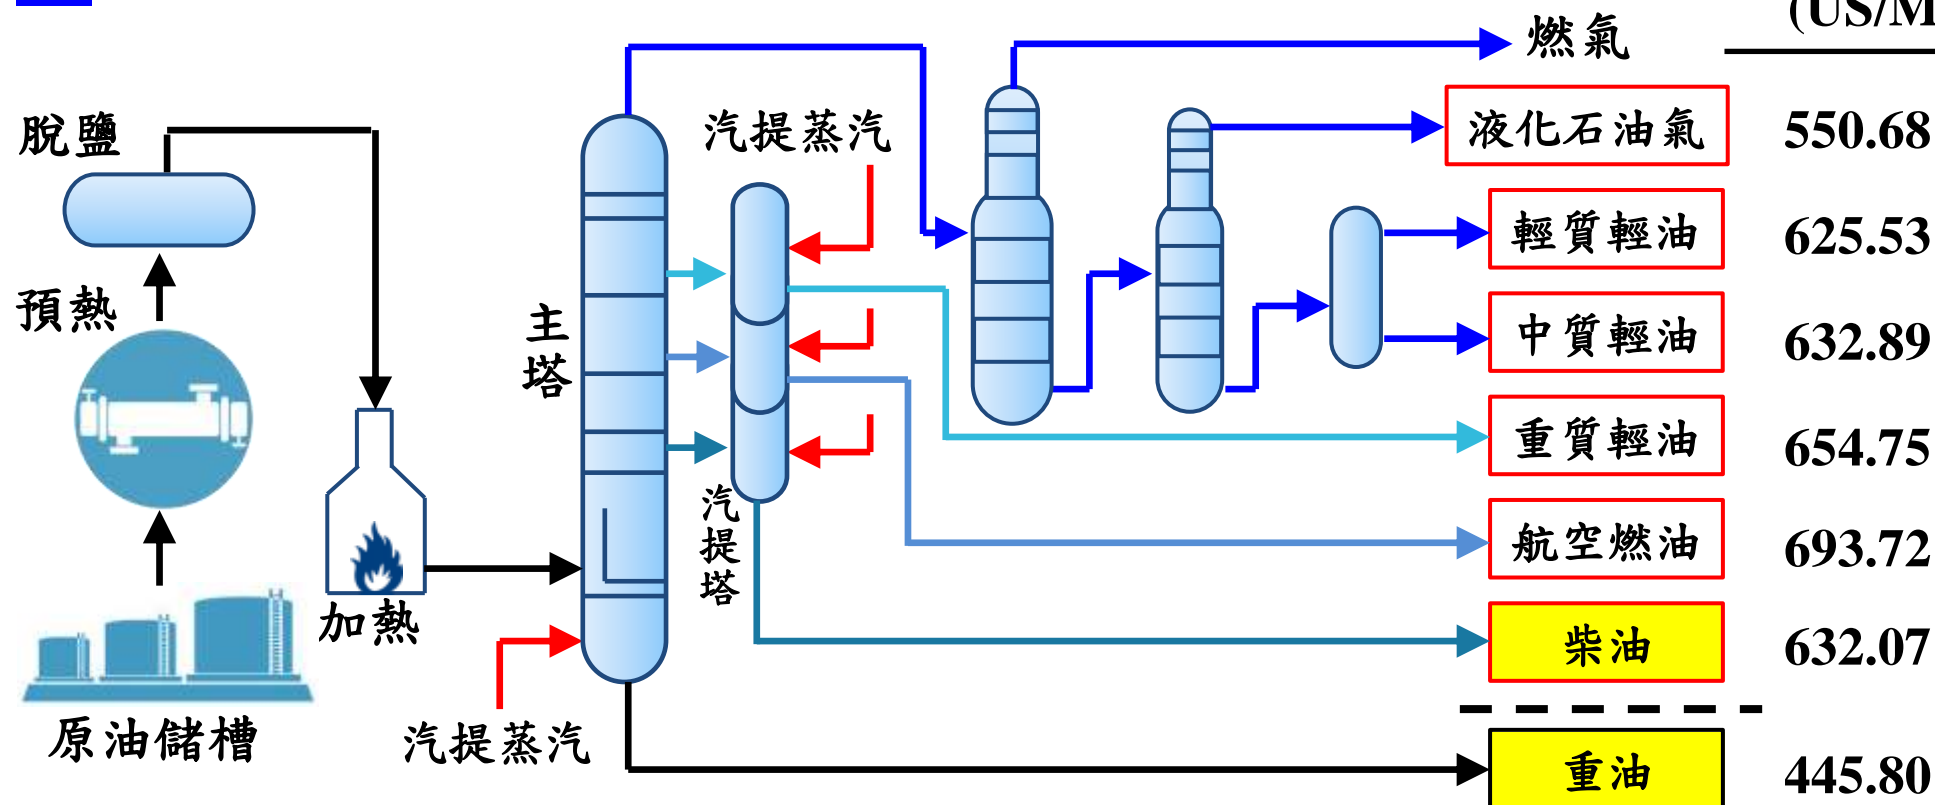 (US/M
燃氣
脫鹽
汽提蒸汽
液化石油氣 550.68
輕質輕油 625.53
預熱
主塔
中質輕油 632.89
重質輕油 654.75
汽提塔
航空燃油 693.72
加熱
柴油 632.07
原油儲槽
汽提蒸汽
重油 445.80